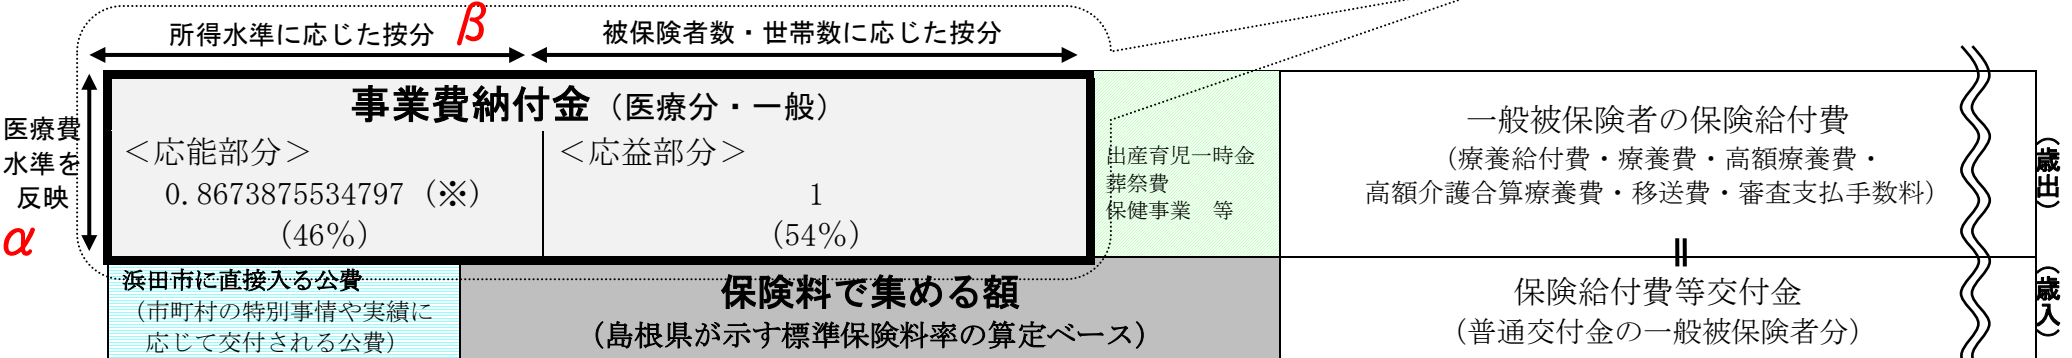 所得水準に応じた按分 β
被保険者数・世帯数に応じた按分
医療費
水準を
反映
α
事業費納付金（医療分・一般）
＜応能部分＞
0.8673875534797（※）
（46％）
＜応益部分＞
1
（54％）
出産育児一時金
葬祭費
保健事業　等
一般被保険者の保険給付費
（療養給付費・療養費・高額療養費・
高額介護合算療養費・移送費・審査支払手数料）
（歳出）
＝
浜田市に直接入る公費
（市町村の特別事情や実績に
応じて交付される公費）
保険料で集める額
（島根県が示す標準保険料率の算定ベース）
保険給付費等交付金
（普通交付金の一般被保険者分）
（歳入）